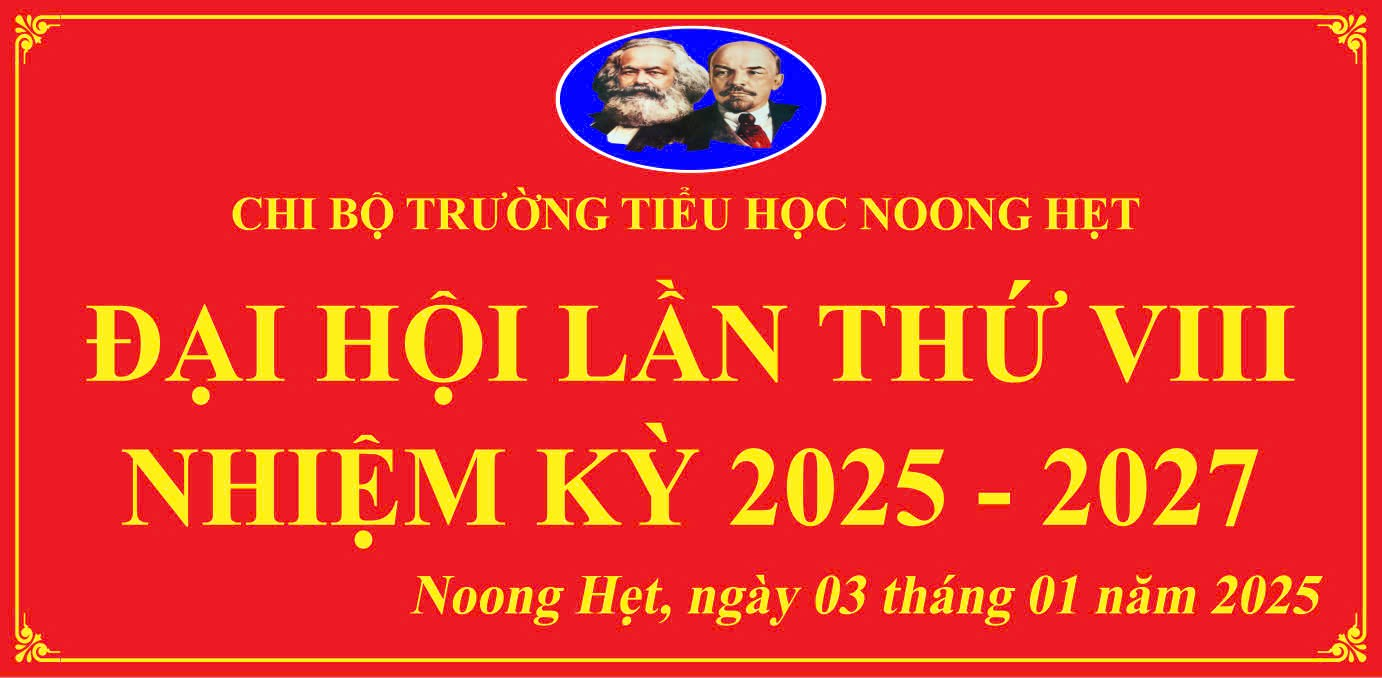 CHI BỘ TRƯỜNG TIỂU HỌC NOONG HẸT
ĐẠI HỘI LẦN THỨ VIII
NHIỆM KỲ 2025 - 2027
Noong Hẹt, ngày 03 tháng 01 năm 2025